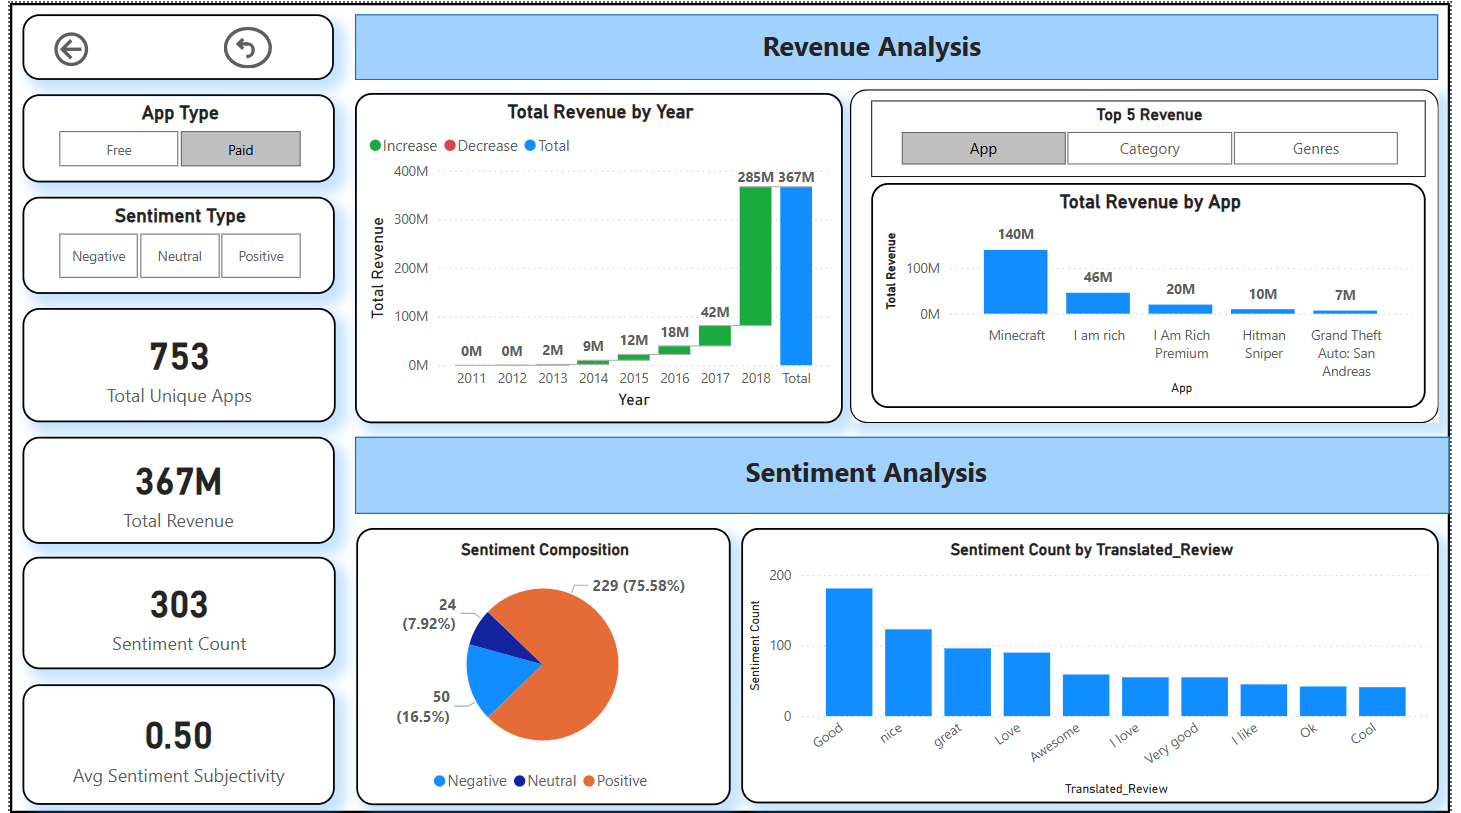 Revenue Analysis
App Type
Free
Paid
Sentiment Type
Negative
Neutral
Positive
753
Total Unique Apps
367M
Total Revenue
303
Sentiment Count
0.50
Avg Sentiment Subjectivity
Total Revenue by Year
Increase Decrease Total
Total Revenue
400M
300M
200M
100M
0M
0M 0M 2M 9M 12M 18M 42M 285M 367M
2011 2012 2013 2014 2015 2016 2017 2018 Total
Year
Top 5 Revenue
App
Category
Genres
Total Revenue by App
Total Revenue
100M
0M
140M 46M 20M 10M 7M
Minecraft
I am rich
I Am Rich
Premium
Hitman
Sniper
Grand Theft
Auto: San
Andreas
App
Sentiment Analysis
Sentiment Composition
229 (75.58%)
24
(7.92%)
50
(16.5%)
Negative Neutral Positive
Sentiment Count by Translated_Review
Sentiment Count
200
100
0
Good nice great Love Awesome I love Very good I like Ok Cool
Translated_Review